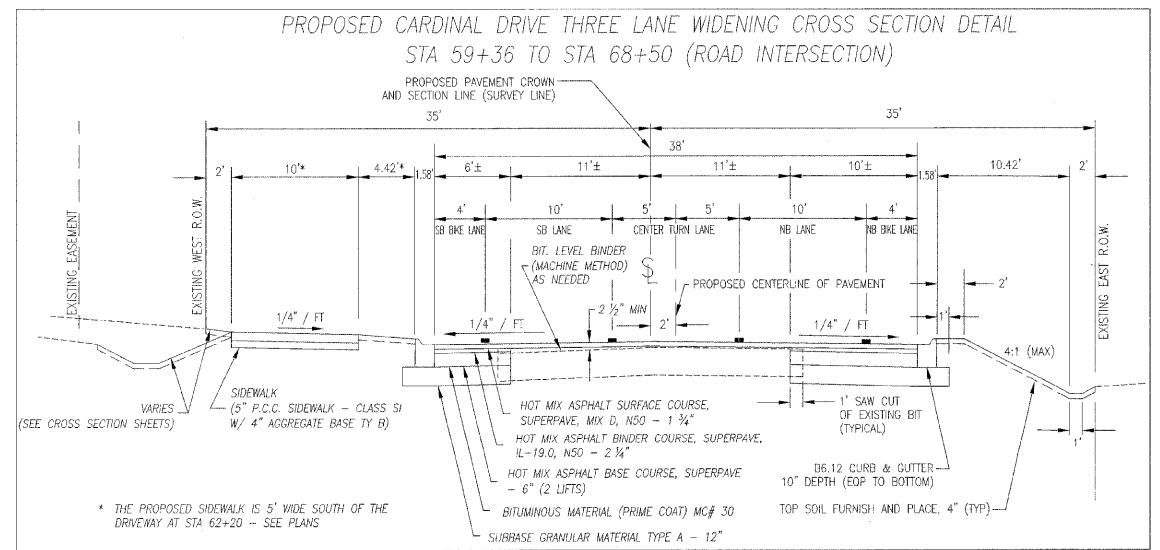 PROPOSED CARDINAL DRIVE THREE LANE WIDENING CROSS SECTION DETAIL
STA 59+36 TO STA 68+50 (ROAD INTERSECTION)
PROPOSED PAVEMENT CROWN
AND SECTION LINE (SURVEY LINE)
35'
35'
38'
2'
10'*
4.42'*
1.58'
6'±
11'±
11'±
10'±
1.58'
10.42'
2'
4'
10'
5'
5'
10'
4'
SB BIKE LANE
SB LANE
CENTER TURN LANE
NB LANE
NB BIKE LANE
EXISTING EASEMENT
EXISTING WEST R.O.W.
EXISTING EAST R.O.W.
BIT. LEVEL BINDER
(MACHINE METHOD)
AS NEEDED
PROPOSED CENTERLINE OF PAVEMENT
2'
1/4" / FT
1/4" / FT
2 ½" MIN
2'
1/4" / FT
1'
4:1 (MAX)
VARIES
(SEE CROSS SECTION SHEETS)
SIDEWALK
(5" P.C.C. SIDEWALK – CLASS SI
W/ 4" AGGREGATE BASE TY B)
HOT MIX ASPHALT SURFACE COURSE,
SUPERPAVE, MIX D, N50 – 1 ¾"
HOT MIX ASPHALT BINDER COURSE, SUPERPAVE,
IL–19.0, N50 – 2 ¼"
HOT MIX ASPHALT BASE COURSE, SUPERPAVE
– 6" (2 LIFTS)
BITUMINOUS MATERIAL (PRIME COAT) MC# 30
SUBBASE GRANULAR MATERIAL TYPE A – 12"
1' SAW CUT
OF EXISTING BIT
(TYPICAL)
1'
B6.12 CURB & GUTTER
10" DEPTH (EOP TO BOTTOM)
TOP SOIL FURNISH AND PLACE, 4" (TYP)
* THE PROPOSED SIDEWALK IS 5' WIDE SOUTH OF THE
DRIVEWAY AT STA 62+20 – SEE PLANS